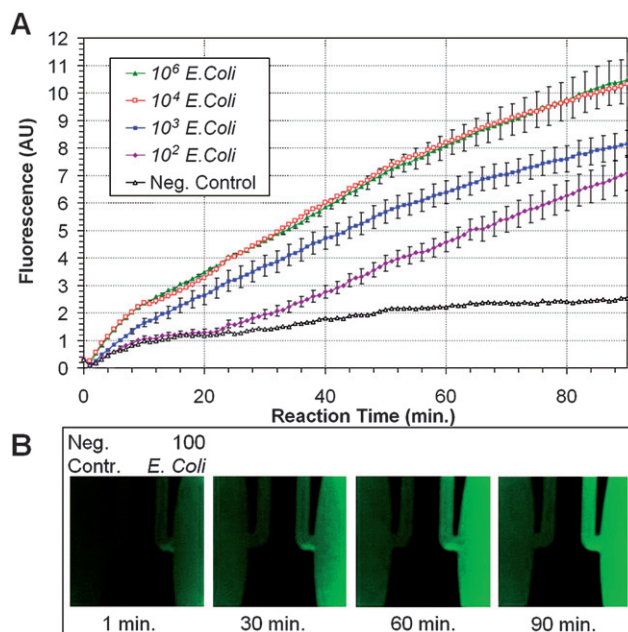 A
Fluorescence (AU)
12
11
10
9
8
7
6
5
4
3
2
1
0
10⁶ E.Coli
10⁴ E.Coli
10³ E.Coli
10² E.Coli
Neg. Control
0 20 40 60 80
Reaction Time (min.)
B
Neg. 100
Contr. E. Coli
1 min. 30 min. 60 min. 90 min.